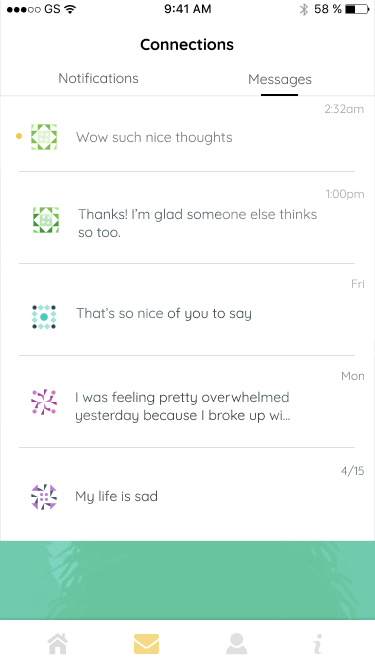 GS 9:41 AM 58 %
Connections
Notifications Messages
2:32am
Wow such nice thoughts
1:00pm
Thanks! I'm glad someone else thinks
so too.
Fri
That's so nice of you to say
Mon
I was feeling pretty overwhelmed
yesterday because I broke up wi...
4/15
My life is sad